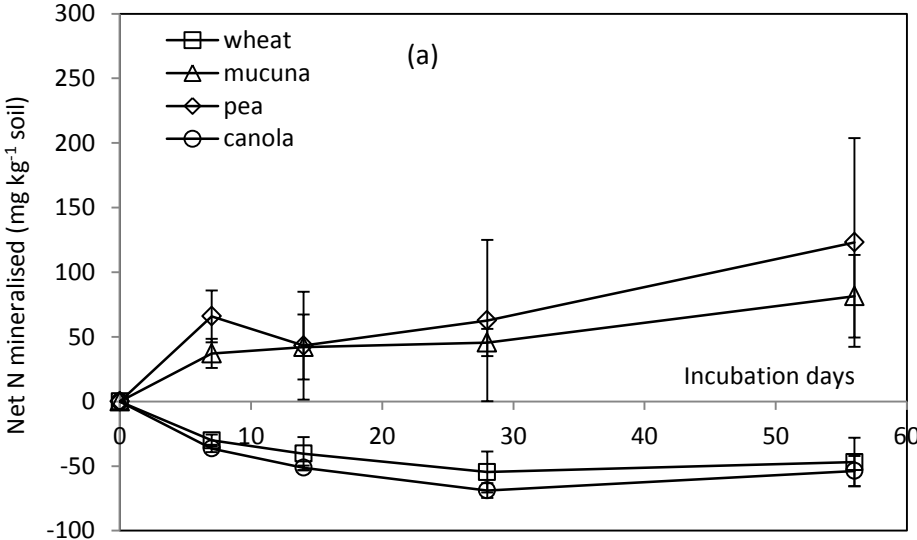 300
250
200
150
100
50
0
-50
-100
Net N mineralised (mg kg⁻¹ soil)
wheat
mucuna
pea
canola
(a)
Incubation days
0 10 20 30 40 50 60